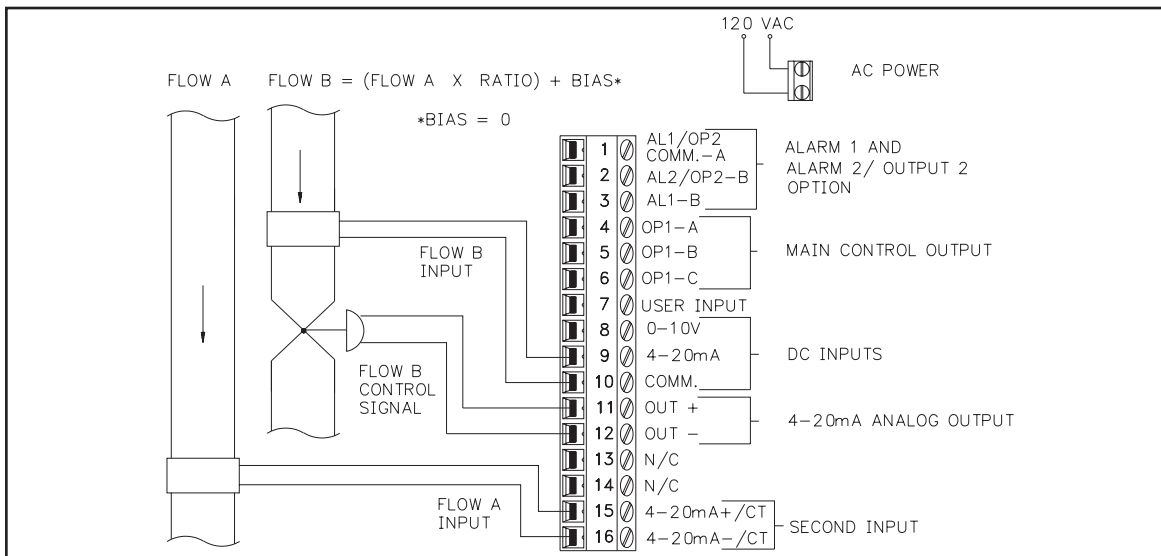 120 VAC
AC POWER
FLOW A
FLOW B = (FLOW A X RATIO) + BIAS*
*BIAS = 0
1 AL1/OP2
COMM.-A
2 AL2/OP2-B
3 AL1-B
ALARM 1 AND
ALARM 2/ OUTPUT 2
OPTION
4 OP1-A
5 OP1-B
6 OP1-C
MAIN CONTROL OUTPUT
7 USER INPUT
8 0-10V
9 4-20mA
10 COMM.
DC INPUTS
11 OUT +
12 OUT -
4-20mA ANALOG OUTPUT
13 N/C
14 N/C
15 4-20mA+/CT
16 4-20mA-/CT
SECOND INPUT
FLOW B
INPUT
FLOW B
CONTROL
SIGNAL
FLOW A
INPUT